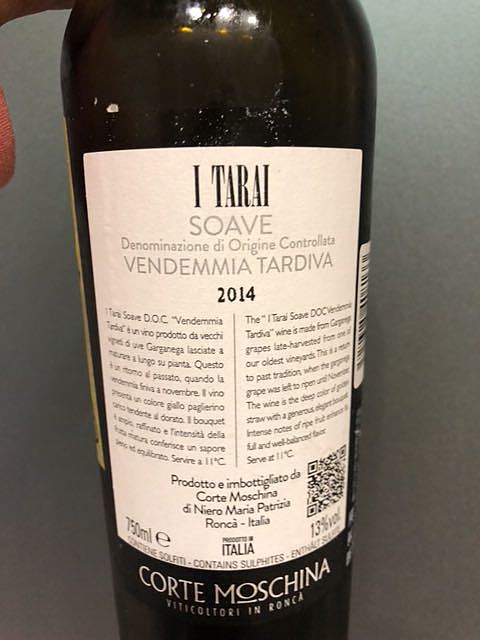 I TARAI
SOAVE
Denominazione di Origine Controllata
VENDEMMIA TARDIVA
2014
I Tarai Soave D.O.C. "Vendemmia
Tardiva" è un vino prodotto da vecchi
vigneti di uve Garganega lasciate a
maturare a lungo su pianta. Questo
è un ritorno al passato, quando la
vendemmia finiva a novembre. Il vino
presenta un color giallo paglierino
carico tendente al dorato. Il bouquet
è ampio, raffinato e l'intensità della
frutta matura conferisce un sapore
pieno ed equilibrato. Servire a 11°C.
The " I Tarai Soave DOC Vendemmia
Tardiva" wine is made from Garganega
grapes late-harvested from one of
our oldest vineyards. This is a return
to past tradition, when the garganega
grape was left to ripen until November.
The wine is the deep color of golden
straw with a generous, elegant bouquet.
Intense notes of ripe fruit enhance its
full and well-balanced flavor.
Serve at 11°C.
Prodotto e imbottigliato da
Corte Moschina
di Niero Maria Patrizia
Roncà - Italia
750ml e
PRODOTTO IN
ITALIA
13%vol.
CONTIENE SOLFITI - CONTAINS SULPHITES - ENTHÄLT
CORTE MOSCHINA
VITICOLTORI IN RONCÀ